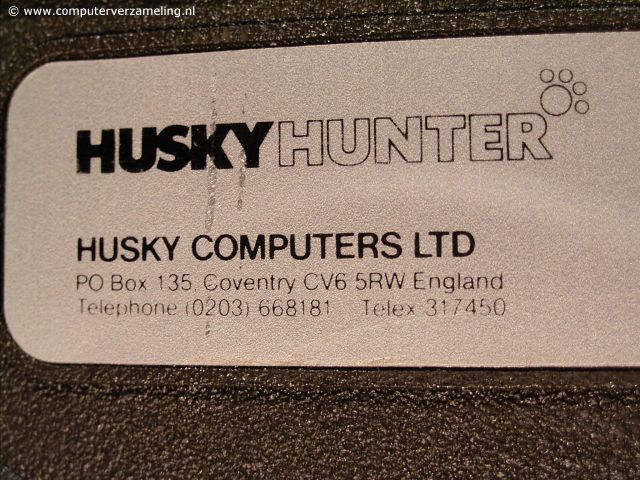 © www.computerverzameling.nl
HUSKY HUNTER
HUSKY COMPUTERS LTD
PO Box 135, Coventry CV6 5RW England
Telephone (0203) 668181 Telex 317450